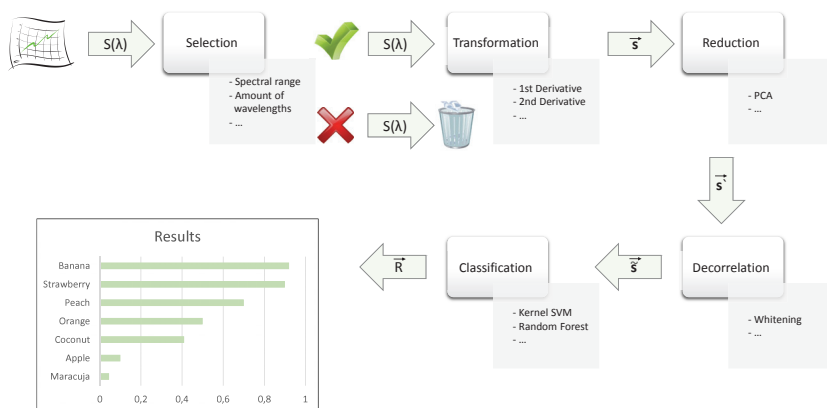 S(λ)
Selection
- Spectral range
- Amount of
wavelengths
- ...
S(λ)
S(λ)
Transformation
- 1st Derivative
- 2nd Derivative
- ...
s⃗
Reduction
- PCA
- ...
s⃗`
Decorrelation
- Whitening
- ...
s̃⃗
Classification
- Kernel SVM
- Random Forest
- ...
R⃗
Results
Banana
Strawberry
Peach
Orange
Coconut
Apple
Maracuja
0 0,2 0,4 0,6 0,8 1